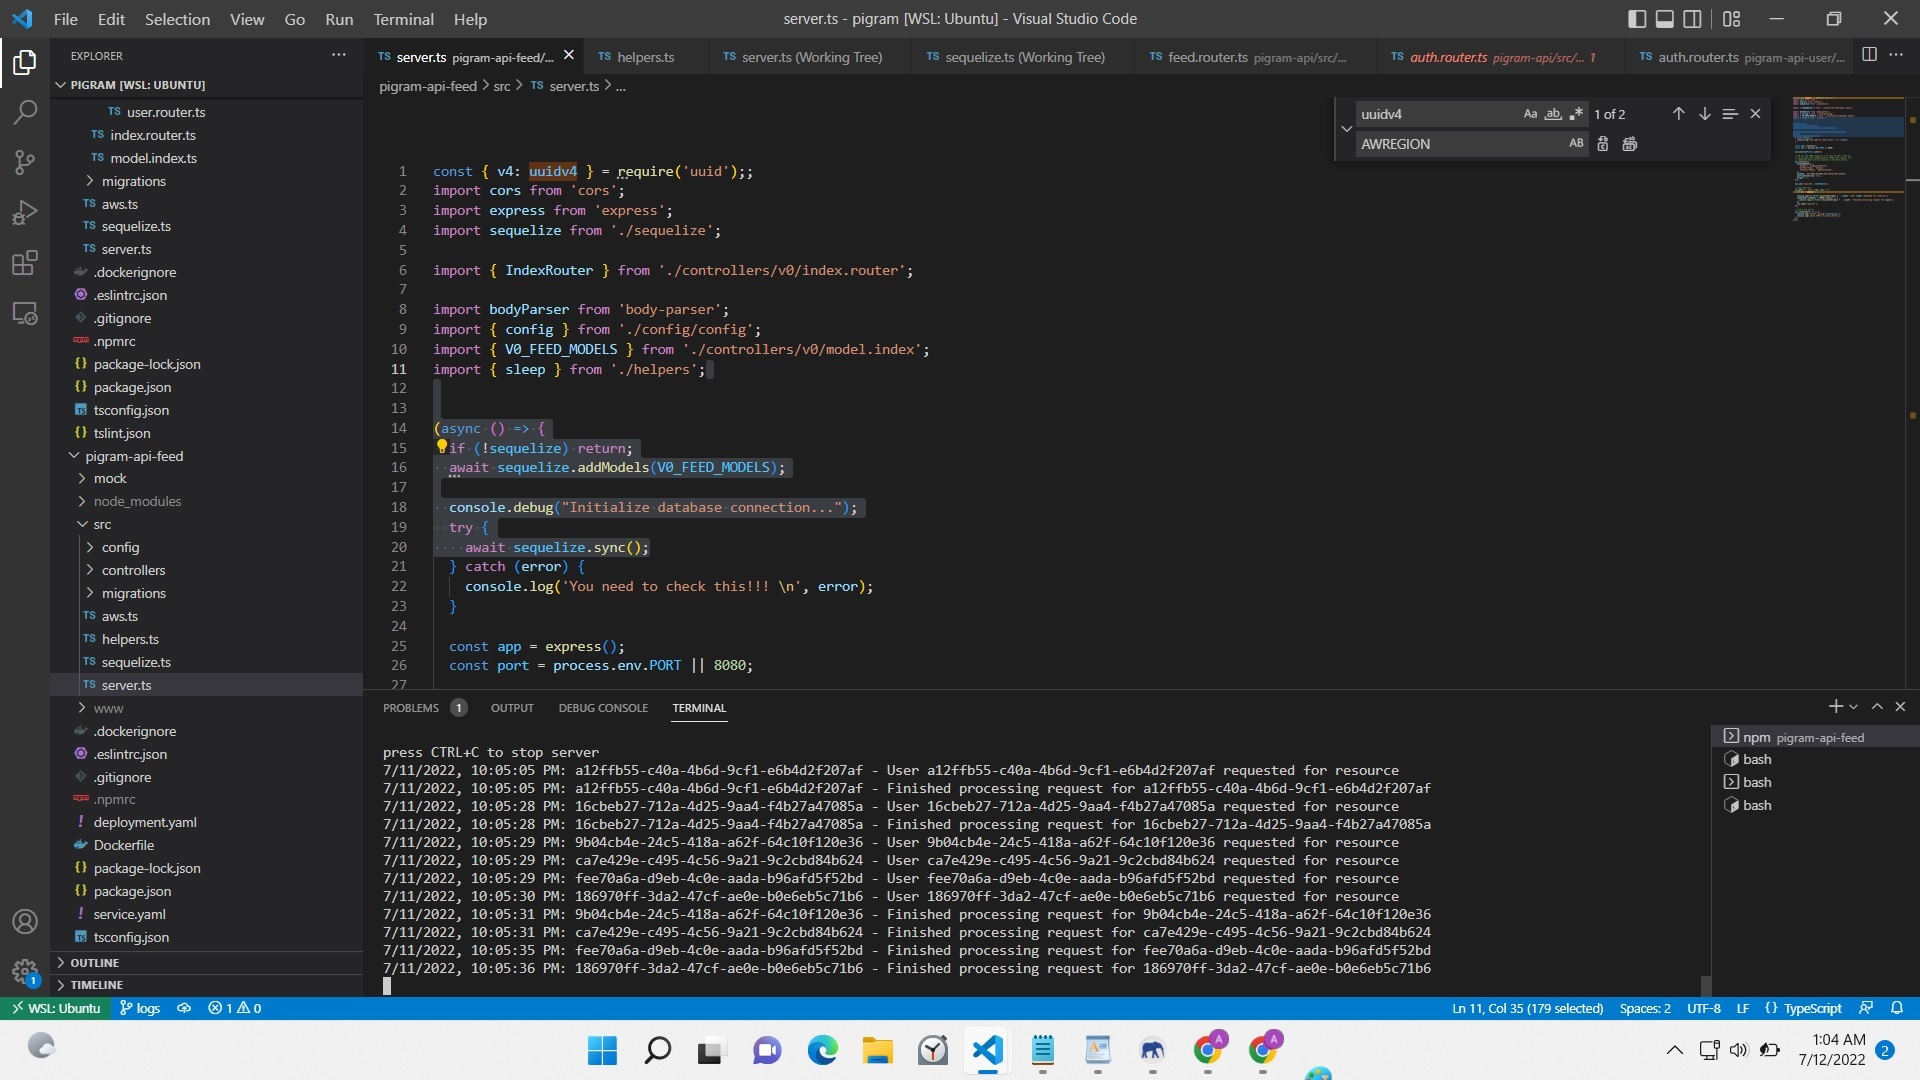 File Edit Selection View Go Run Terminal Help
server.ts - pigram [WSL: Ubuntu] - Visual Studio Code
EXPLORER
PIGRAM [WSL: UBUNTU]
TS user.router.ts
TS index.router.ts
TS model.index.ts
migrations
TS aws.ts
TS sequelize.ts
TS server.ts
.dockerignore
.eslintrc.json
.gitignore
.npmrc
package-lock.json
package.json
tsconfig.json
tslint.json
pigram-api-feed
mock
node_modules
src
config
controllers
migrations
TS aws.ts
TS helpers.ts
TS sequelize.ts
TS server.ts
www
.dockerignore
.eslintrc.json
.gitignore
.npmrc
deployment.yaml
Dockerfile
package-lock.json
package.json
service.yaml
tsconfig.json
OUTLINE
TIMELINE
TS server.ts pigram-api-feed/...
TS helpers.ts
TS server.ts (Working Tree)
TS sequelize.ts (Working Tree)
TS feed.router.ts pigram-api/src/...
TS auth.router.ts pigram-api/src/... 1
TS auth.router.ts pigram-api-user/...
pigram-api-feed > src > TS server.ts > ...
uuidv4 Aa ab 1 of 2
AWREGION AB
1 const { v4: uuidv4 } = require('uuid');;
2 import cors from 'cors';
3 import express from 'express';
4 import sequelize from './sequelize';
5
6 import { IndexRouter } from './controllers/v0/index.router';
7
8 import bodyParser from 'body-parser';
9 import { config } from './config/config';
10 import { V0_FEED_MODELS } from './controllers/v0/model.index';
11 import { sleep } from './helpers';
12
13
14 (async () => {
15 if (!sequelize) return;
16 await sequelize.addModels(V0_FEED_MODELS);
17
18 console.debug("Initialize database connection...");
19 try {
20 await sequelize.sync();
21 } catch (error) {
22 console.log('You need to check this!!! \n', error);
23 }
24
25 const app = express();
26 const port = process.env.PORT || 8080;
27
PROBLEMS 1 OUTPUT DEBUG CONSOLE TERMINAL
press CTRL+C to stop server
7/11/2022, 10:05:05 PM: a12ffb55-c40a-4b6d-9cf1-e6b4d2f207af - User a12ffb55-c40a-4b6d-9cf1-e6b4d2f207af requested for resource
7/11/2022, 10:05:05 PM: a12ffb55-c40a-4b6d-9cf1-e6b4d2f207af - Finished processing request for a12ffb55-c40a-4b6d-9cf1-e6b4d2f207af
7/11/2022, 10:05:28 PM: 16cbeb27-712a-4d25-9aa4-f4b27a47085a - User 16cbeb27-712a-4d25-9aa4-f4b27a47085a requested for resource
7/11/2022, 10:05:28 PM: 16cbeb27-712a-4d25-9aa4-f4b27a47085a - Finished processing request for 16cbeb27-712a-4d25-9aa4-f4b27a47085a
7/11/2022, 10:05:29 PM: 9b04cb4e-24c5-418a-a62f-64c10f120e36 - User 9b04cb4e-24c5-418a-a62f-64c10f120e36 requested for resource
7/11/2022, 10:05:29 PM: ca7e429e-c495-4c56-9a21-9c2cbd84b624 - User ca7e429e-c495-4c56-9a21-9c2cbd84b624 requested for resource
7/11/2022, 10:05:29 PM: fee70a6a-d9eb-4c0e-aada-b96afd5f52bd - User fee70a6a-d9eb-4c0e-aada-b96afd5f52bd requested for resource
7/11/2022, 10:05:30 PM: 186970ff-3da2-47cf-ae0e-b0e6eb5c71b6 - User 186970ff-3da2-47cf-ae0e-b0e6eb5c71b6 requested for resource
7/11/2022, 10:05:31 PM: 9b04cb4e-24c5-418a-a62f-64c10f120e36 - Finished processing request for 9b04cb4e-24c5-418a-a62f-64c10f120e36
7/11/2022, 10:05:31 PM: ca7e429e-c495-4c56-9a21-9c2cbd84b624 - Finished processing request for ca7e429e-c495-4c56-9a21-9c2cbd84b624
7/11/2022, 10:05:35 PM: fee70a6a-d9eb-4c0e-aada-b96afd5f52bd - Finished processing request for fee70a6a-d9eb-4c0e-aada-b96afd5f52bd
7/11/2022, 10:05:36 PM: 186970ff-3da2-47cf-ae0e-b0e6eb5c71b6 - Finished processing request for 186970ff-3da2-47cf-ae0e-b0e6eb5c71b6
npm pigram-api-feed
bash
bash
bash
WSL: Ubuntu logs 1 0
Ln 11, Col 35 (179 selected) Spaces: 2 UTF-8 LF {} TypeScript
1:04 AM
7/12/2022 2